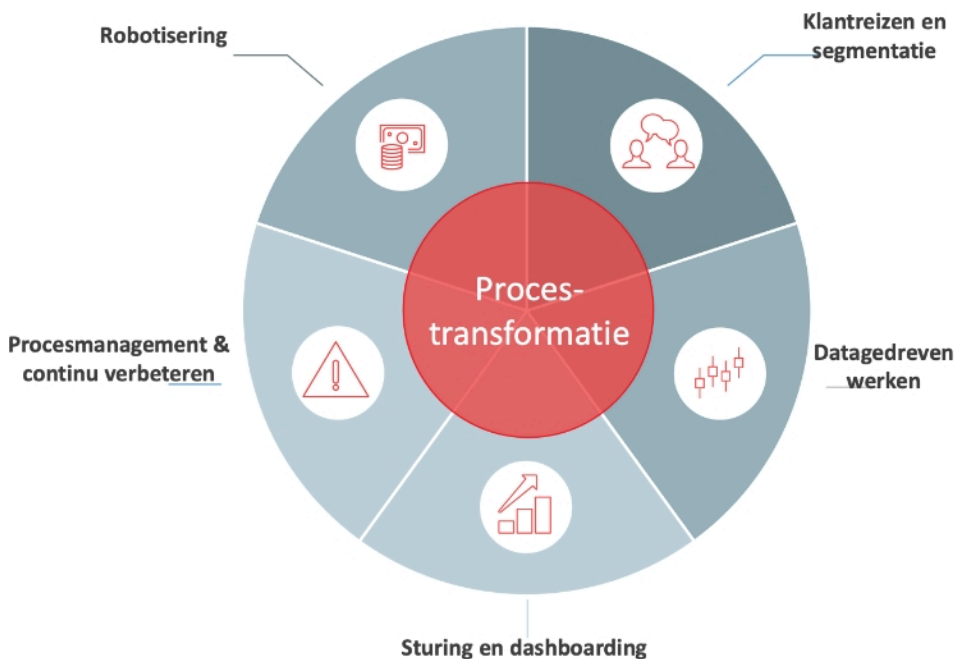 Robotisering
Klantreizen en
segmentatie
Proces-
transformatie
Procesmanagement &
continu verbeteren
Datagedreven
werken
Sturing en dashboarding